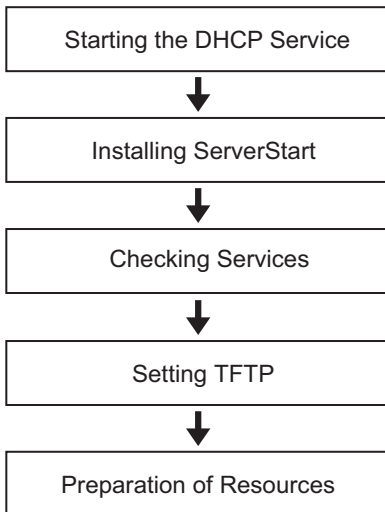 Starting the DHCP Service
Installing ServerStart
Checking Services
Setting TFTP
Preparation of Resources